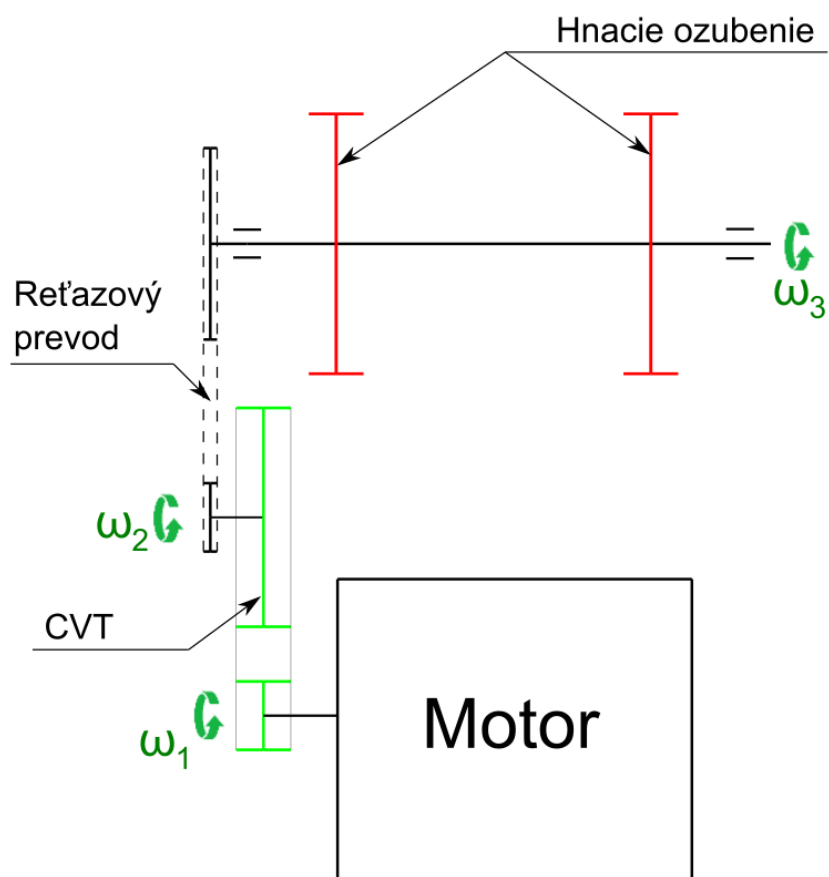 Hnacie ozubenie
ω3
Reťazový
prevod
ω2
CVT
ω1
Motor